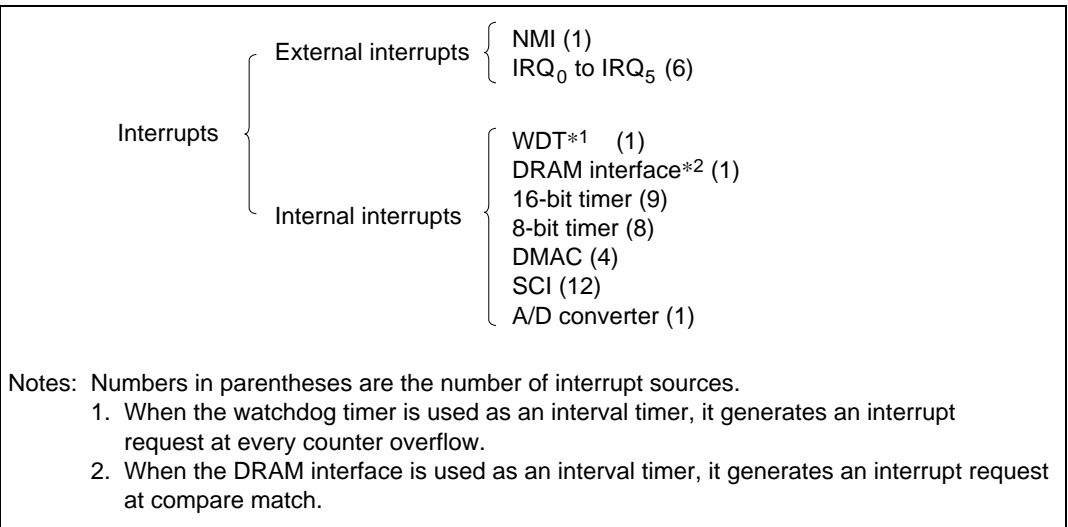 External interrupts
NMI (1)
IRQ0 to IRQ5 (6)
Interrupts
Internal interrupts
WDT*1 (1)
DRAM interface*2 (1)
16-bit timer (9)
8-bit timer (8)
DMAC (4)
SCI (12)
A/D converter (1)
Notes: Numbers in parentheses are the number of interrupt sources.
1. When the watchdog timer is used as an interval timer, it generates an interrupt
request at every counter overflow.
2. When the DRAM interface is used as an interval timer, it generates an interrupt request
at compare match.